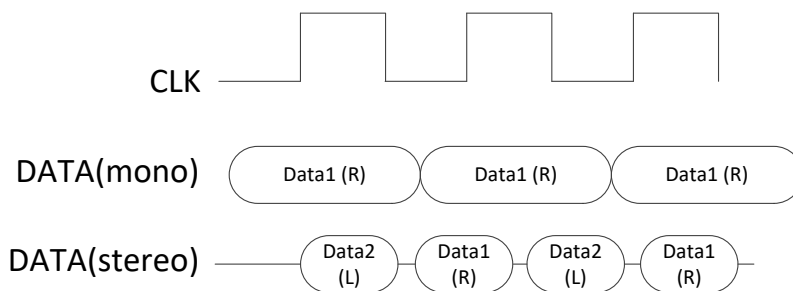 CLK
DATA(mono)
Data1 (R)
Data1 (R)
Data1 (R)
DATA(stereo)
Data2
(L)
Data1
(R)
Data2
(L)
Data1
(R)